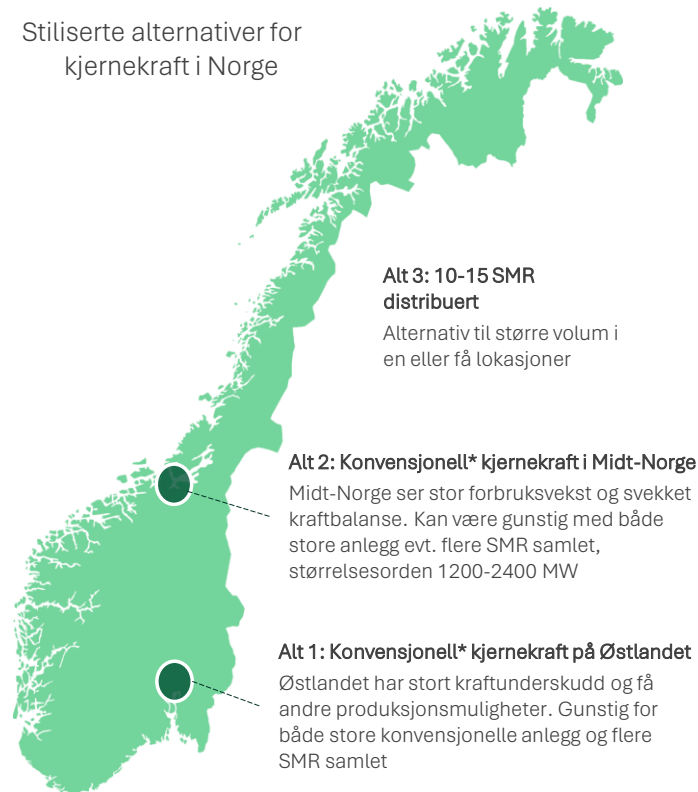 Stiliserte alternativer for
kjernekraft i Norge
Alt 3: 10-15 SMR
distribuert
Alternativ til større volum i
en eller få lokasjoner
Alt 2: Konvensjonell* kjernekraft i Midt-Norge
Midt-Norge ser stor forbruksvekst og svekket
kraftbalanse. Kan være gunstig med både
store anlegg evt. flere SMR samlet,
størrelsesorden 1200-2400 MW
Alt 1: Konvensjonell* kjernekraft på Østlandet
Østlandet har stort kraftunderskudd og få
andre produksjonsmuligheter. Gunstig for
både store konvensjonelle anlegg og flere
SMR samlet